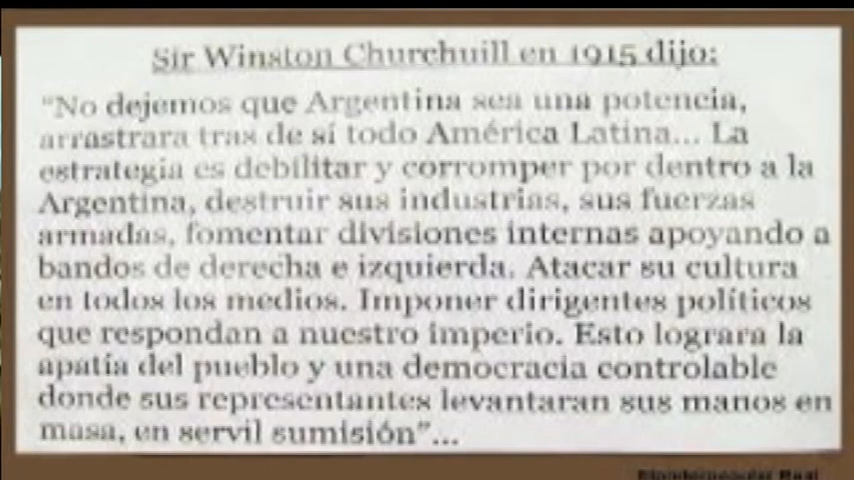 Sir Winston Churchuill en 1915 dijo:
"No dejemos que Argentina sea una potencia,
arrastrara tras de sí todo América Latina... La
estrategia es debilitar y corromper por dentro a la
Argentina, destruir sus industrias, sus fuerzas
armadas, fomentar divisiones internas apoyando a
bandos de derecha e izquierda. Atacar su cultura
en todos los medios. Imponer dirigentes políticos
que respondan a nuestro imperio. Esto lograra la
apatía del pueblo y una democracia controlable
donde sus representantes levantaran sus manos en
masa, en servil sumisión"...
Real